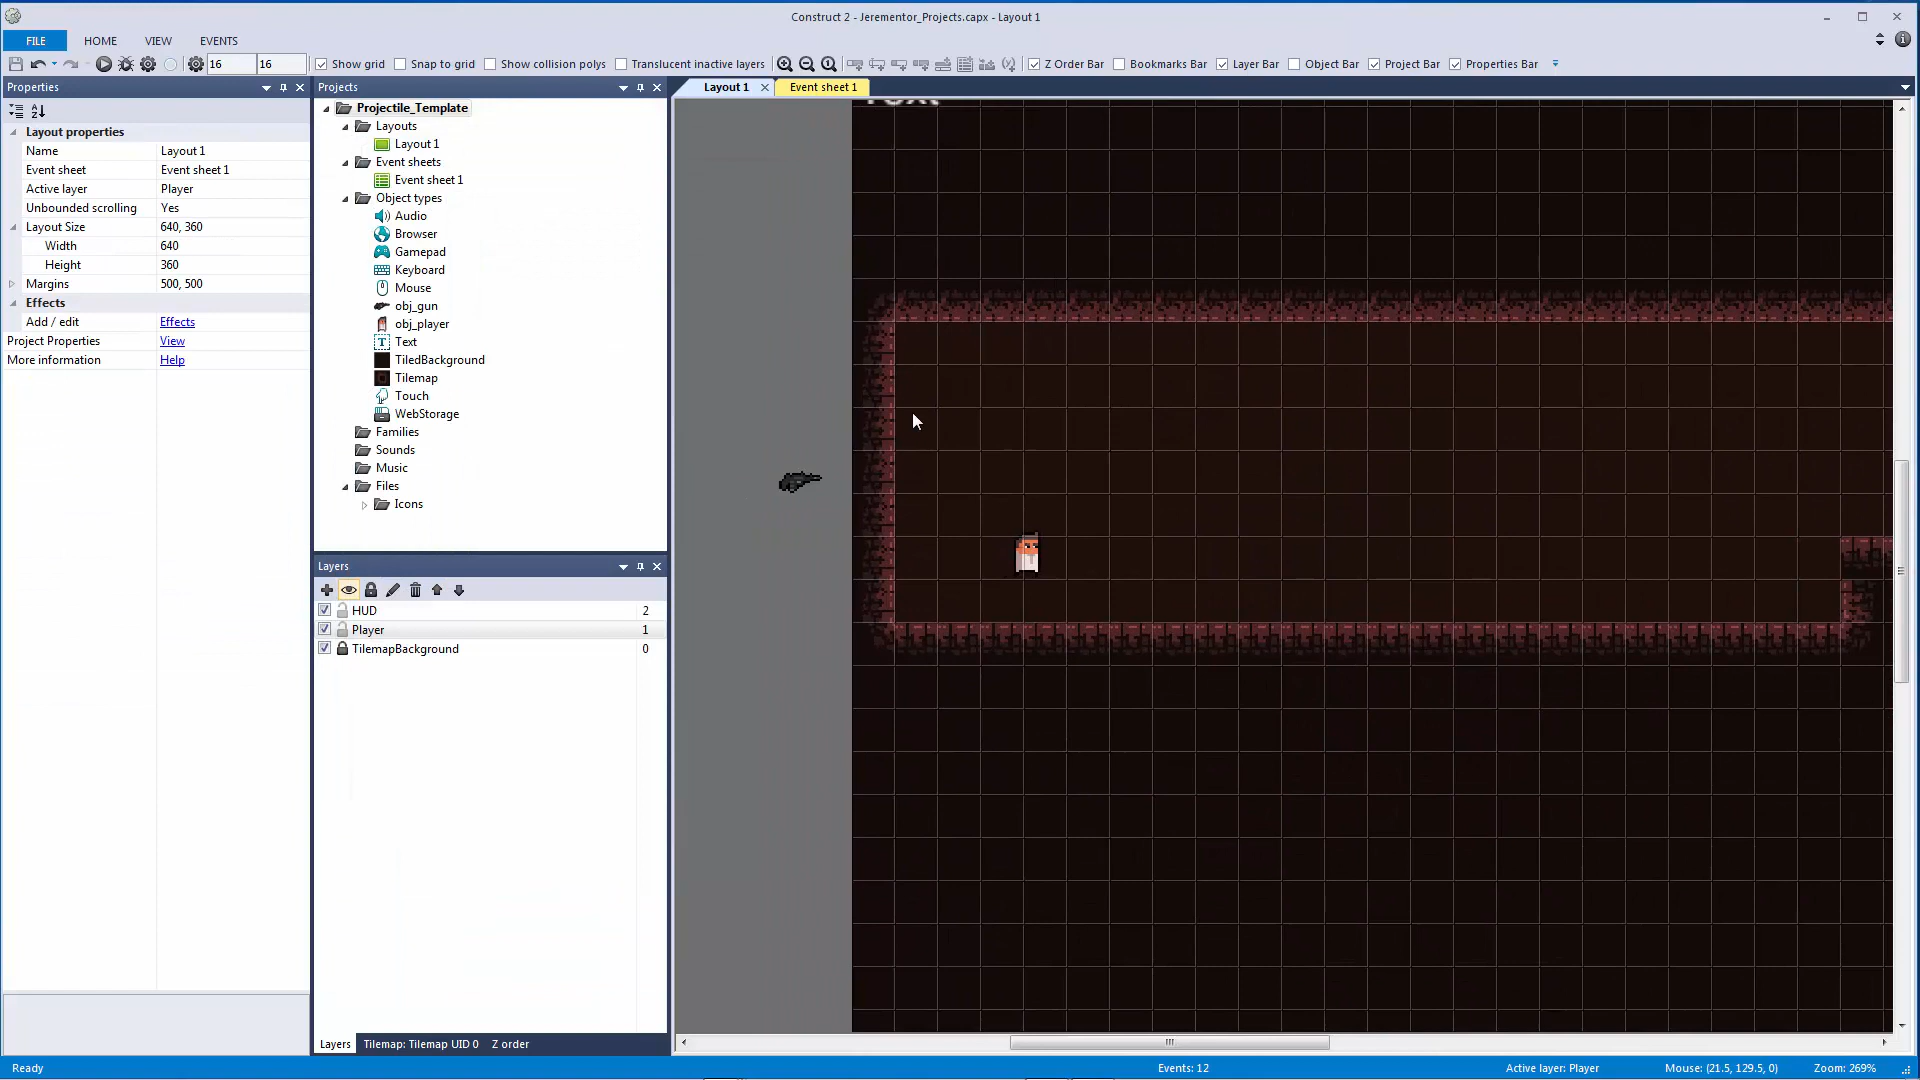 Construct 2 - Jerementor_Projects.capx - Layout 1
FILE HOME VIEW EVENTS
16 16 Show grid Snap to grid Show collision polys Translucent inactive layers Z Order Bar Bookmarks Bar Layer Bar Object Bar Project Bar Properties Bar
Properties
Layout properties
Name Layout 1
Event sheet Event sheet 1
Active layer Player
Unbounded scrolling Yes
Layout Size 640, 360
Width 640
Height 360
Margins 500, 500
Effects
Add / edit Effects
Project Properties View
More information Help
Projects
Projectile_Template
Layouts
Layout 1
Event sheets
Event sheet 1
Object types
Audio
Browser
Gamepad
Keyboard
Mouse
obj_gun
obj_player
Text
TiledBackground
Tilemap
Touch
WebStorage
Families
Sounds
Music
Files
Icons
Layers
HUD 2
Player 1
TilemapBackground 0
Layers Tilemap: Tilemap UID 0 Z order
Layout 1 Event sheet 1
Ready Events: 12 Active layer: Player Mouse: (21.5, 129.5, 0) Zoom: 269%